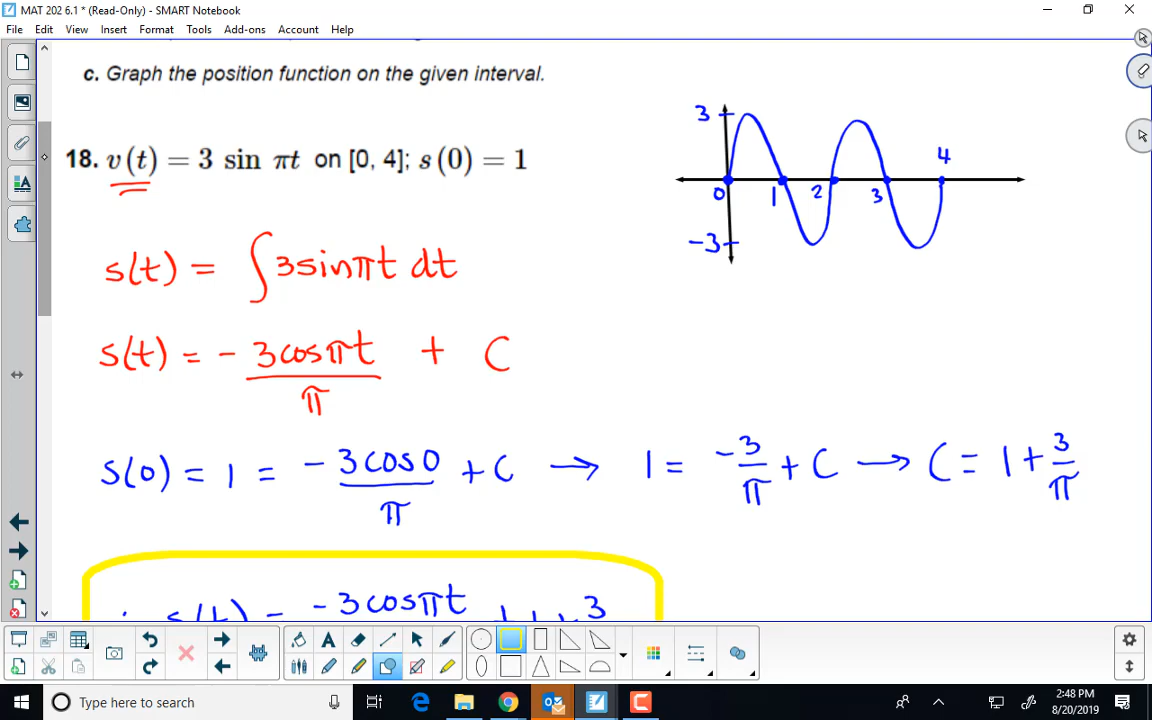 MAT 202 6.1 * (Read-Only) - SMART Notebook
File Edit View Insert Format Tools Add-ons Account Help
c. Graph the position function on the given interval.
18. v(t) = 3 sin πt on [0, 4]; s(0) = 1
3
0 1 2 3 4
-3
s(t) = ∫ 3sinπt dt
s(t) = - 3cosπt/π + C
s(0) = 1 = -3cos0/π + C → 1 = -3/π + C → C = 1 + 3/π
s(t) = -3cosπt
3
A
Type here to search
2:48 PM
8/20/2019